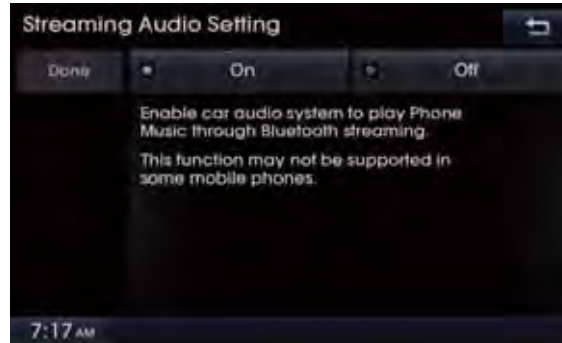 Streaming Audio Setting
Done On Off
Enable car audio system to play Phone
Music through Bluetooth streaming.
This function may not be supported in
some mobile phones.
7:17 AM